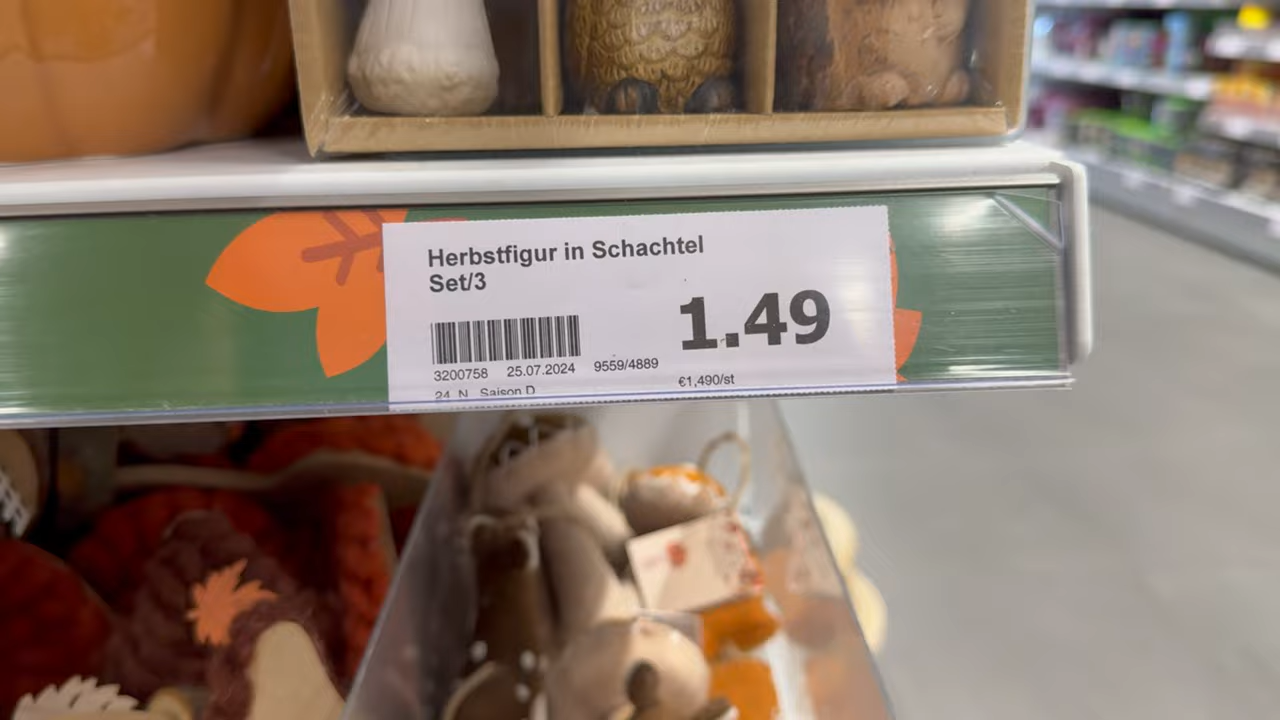 Herbstfigur in Schachtel
Set/3
1.49
3200758 25.07.2024 9559/4889
€1,490/st
24 N Saison D